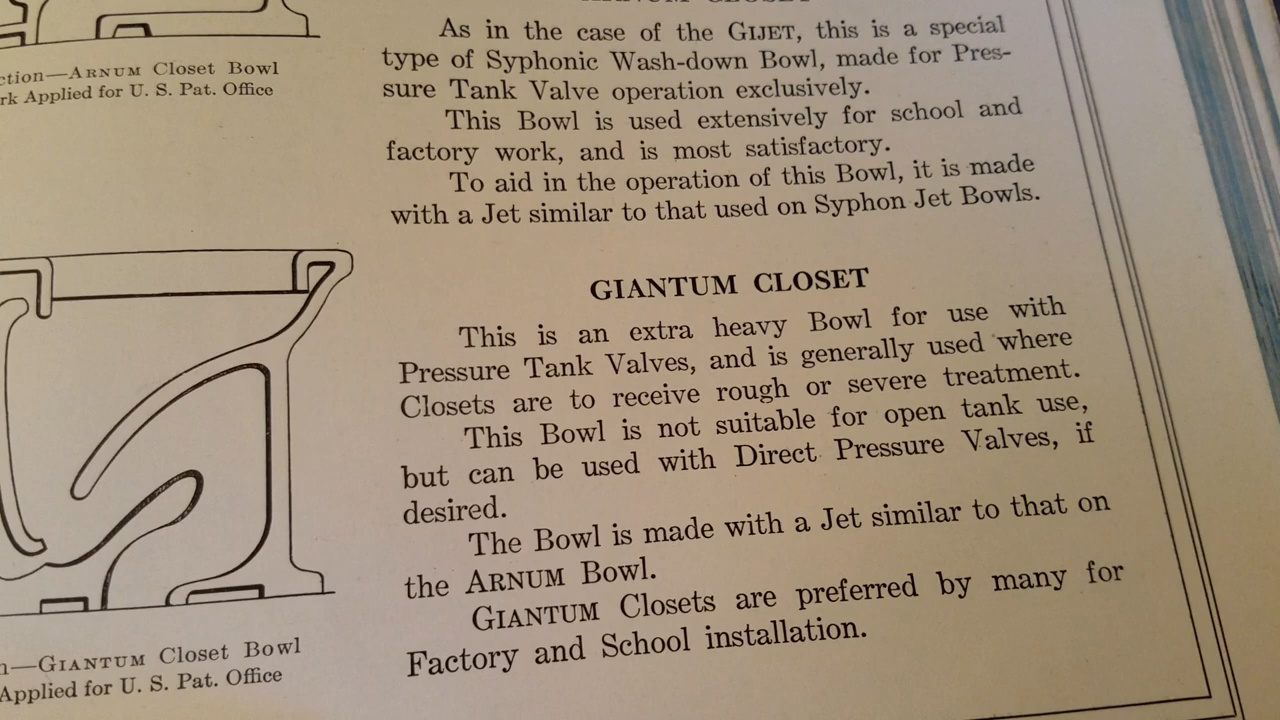 ction—ARNUM Closet Bowl
rk Applied for U. S. Pat. Office
As in the case of the GIJET, this is a special
type of Syphonic Wash-down Bowl, made for Pres-
sure Tank Valve operation exclusively.
This Bowl is used extensively for school and
factory work, and is most satisfactory.
To aid in the operation of this Bowl, it is made
with a Jet similar to that used on Syphon Jet Bowls.
GIANTUM CLOSET
This is an extra heavy Bowl for use with
Pressure Tank Valves, and is generally used where
Closets are to receive rough or severe treatment.
This Bowl is not suitable for open tank use,
but can be used with Direct Pressure Valves, if
desired.
The Bowl is made with a Jet similar to that on
the ARNUM Bowl.
GIANTUM Closets are preferred by many for
Factory and School installation.
n—GIANTUM Closet Bowl
Applied for U. S. Pat. Office